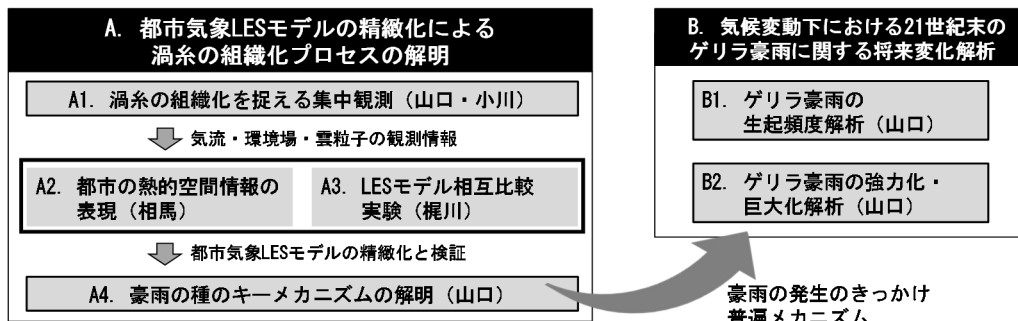 A. 都市気象LESモデルの精緻化による
渦糸の組織化プロセスの解明
A1. 渦糸の組織化を捉える集中観測（山口・小川）
気流・環境場・雲粒子の観測情報
A2. 都市の熱的空間情報の
表現（相馬）
A3. LESモデル相互比較
実験（梶川）
都市気象LESモデルの精緻化と検証
A4. 豪雨の種のキーメカニズムの解明（山口）
B. 気候変動下における21世紀末の
ゲリラ豪雨に関する将来変化解析
B1. ゲリラ豪雨の
生起頻度解析（山口）
B2. ゲリラ豪雨の強力化・
巨大化解析（山口）
豪雨の発生のきっかけ
普遍メカニズム